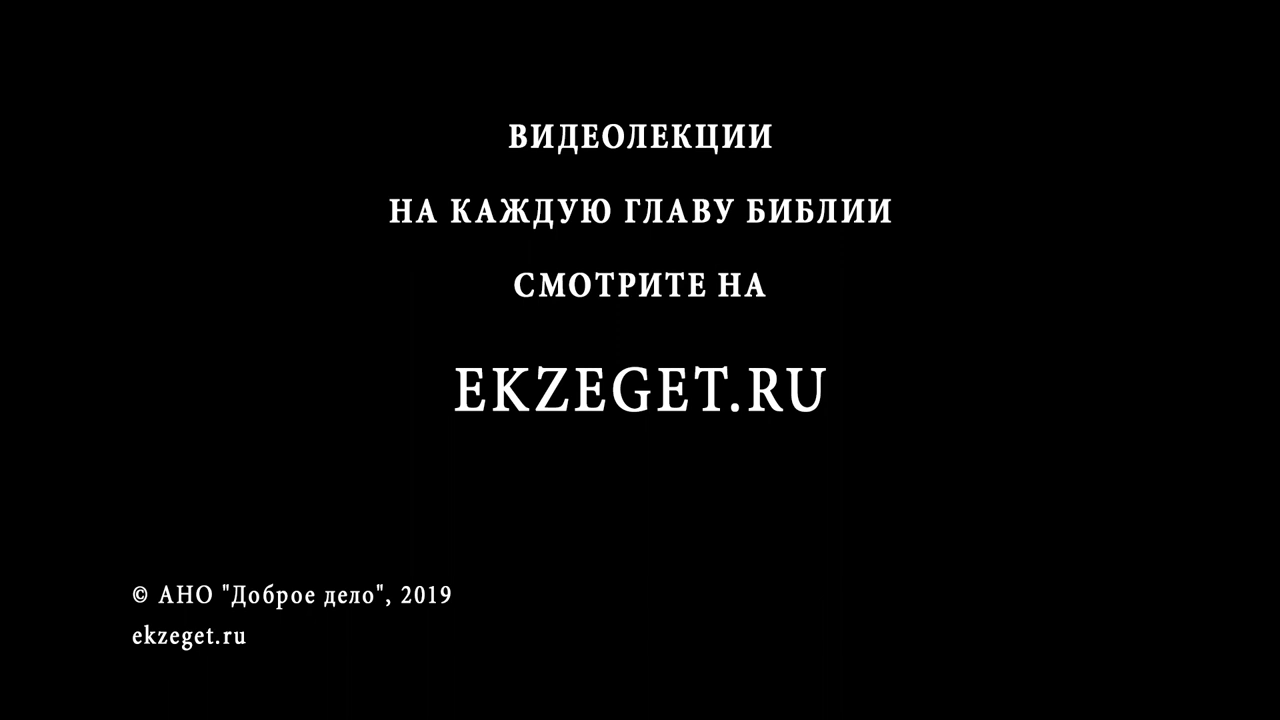 ВИДЕОЛЕКЦИИ
НА КАЖДУЮ ГЛАВУ БИБЛИИ
СМОТРИТЕ НА
EKZEGET.RU
© АНО "Доброе дело", 2019
ekzeget.ru